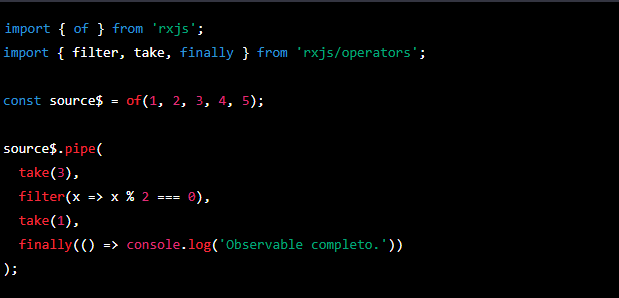 import { of } from 'rxjs';
import { filter, take, finally } from 'rxjs/operators';
const source$ = of(1, 2, 3, 4, 5);
source$.pipe(
take(3),
filter(x => x % 2 === 0),
take(1),
finally(() => console.log('Observable completo.'))
);